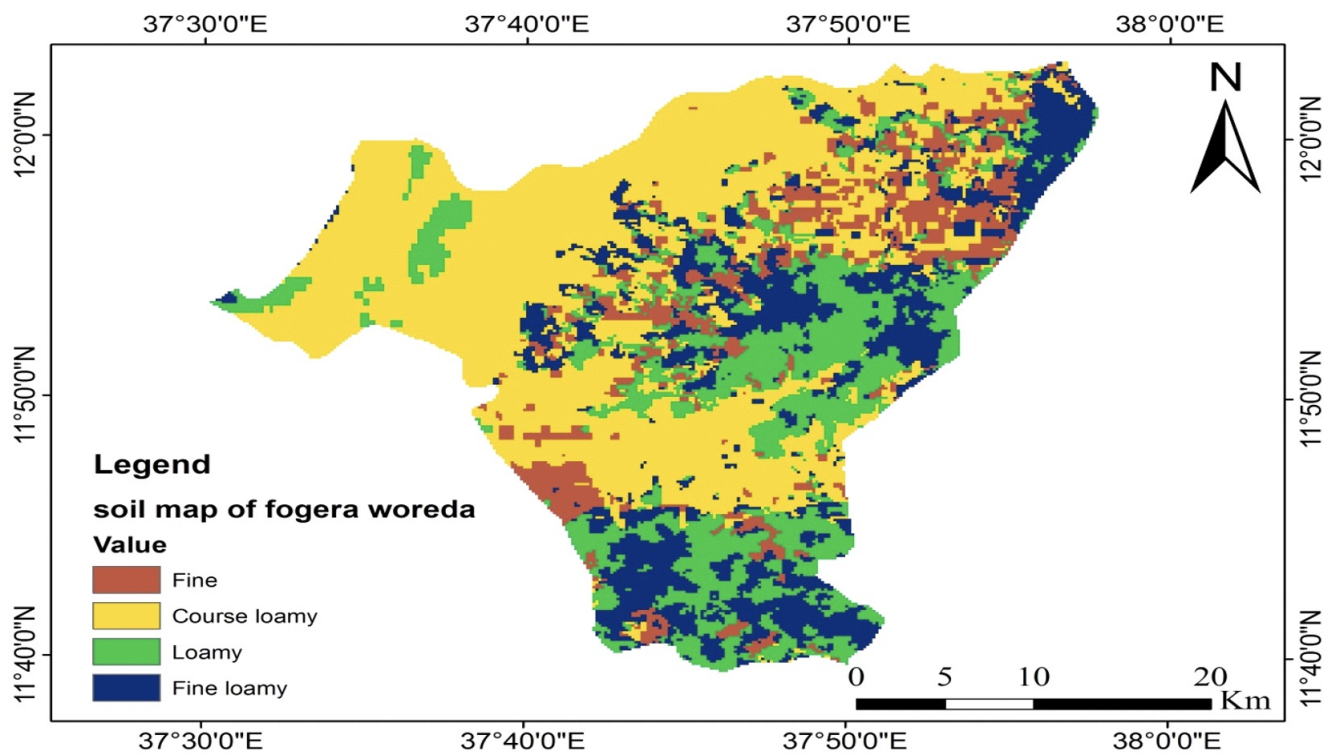 37°30'0"E 37°40'0"E 37°50'0"E 38°0'0"E
N
12°0'0"N 12°0'0"N
11°50'0"N 11°50'0"N
Legend
soil map of fogera woreda
Value
Fine
Course loamy
Loamy
Fine loamy
11°40'0"N 11°40'0"N
0 5 10 20
Km
37°30'0"E 37°40'0"E 37°50'0"E 38°0'0"E